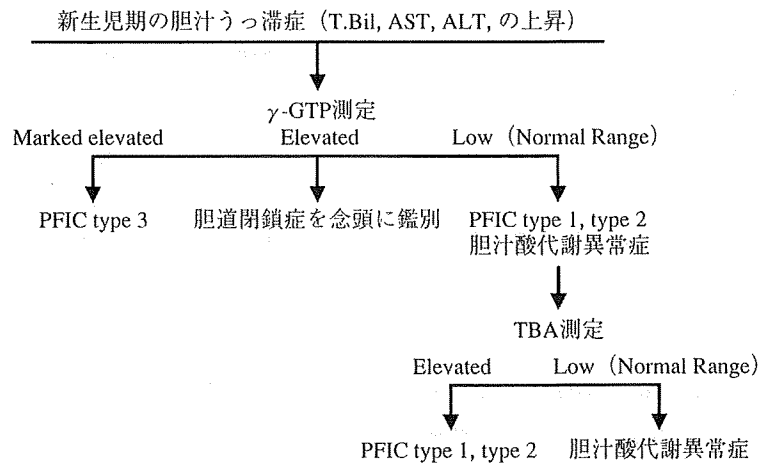 新生児期の胆汁うっ滞症（T.Bil, AST, ALT, の上昇）
γ-GTP測定
Marked elevated Elevated Low（Normal Range）
PFIC type 3 胆道閉鎖症を念頭に鑑別 PFIC type 1, type 2
胆汁酸代謝異常症
TBA測定
Elevated Low（Normal Range）
PFIC type 1, type 2 胆汁酸代謝異常症